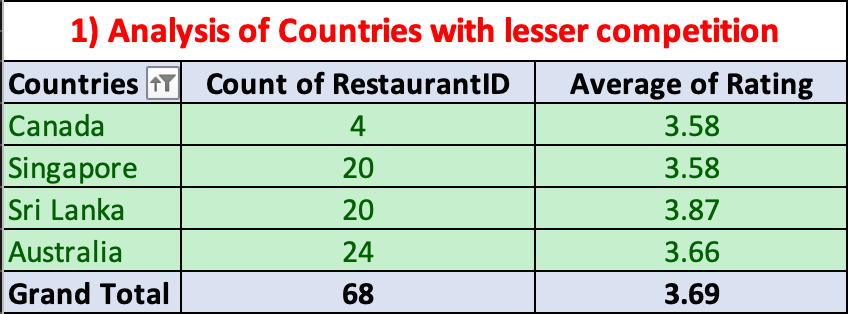 1) Analysis of Countries with lesser competition
Countries Count of RestaurantID Average of Rating
Canada 4 3.58
Singapore 20 3.58
Sri Lanka 20 3.87
Australia 24 3.66
Grand Total 68 3.69